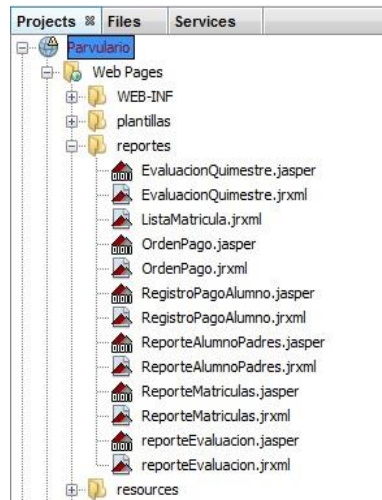 Projects Files Services
Parvulario
Web Pages
WEB-INF
plantillas
reportes
EvaluacionQuimestre.jasper
EvaluacionQuimestre.jrxml
ListaMatricula.jrxml
OrdenPago.jasper
OrdenPago.jrxml
RegistroPagoAlumno.jasper
RegistroPagoAlumno.jrxml
ReporteAlumnoPadres.jasper
ReporteAlumnoPadres.jrxml
ReporteMatriculas.jasper
ReporteMatriculas.jrxml
reporteEvaluacion.jasper
reporteEvaluacion.jrxml
resources